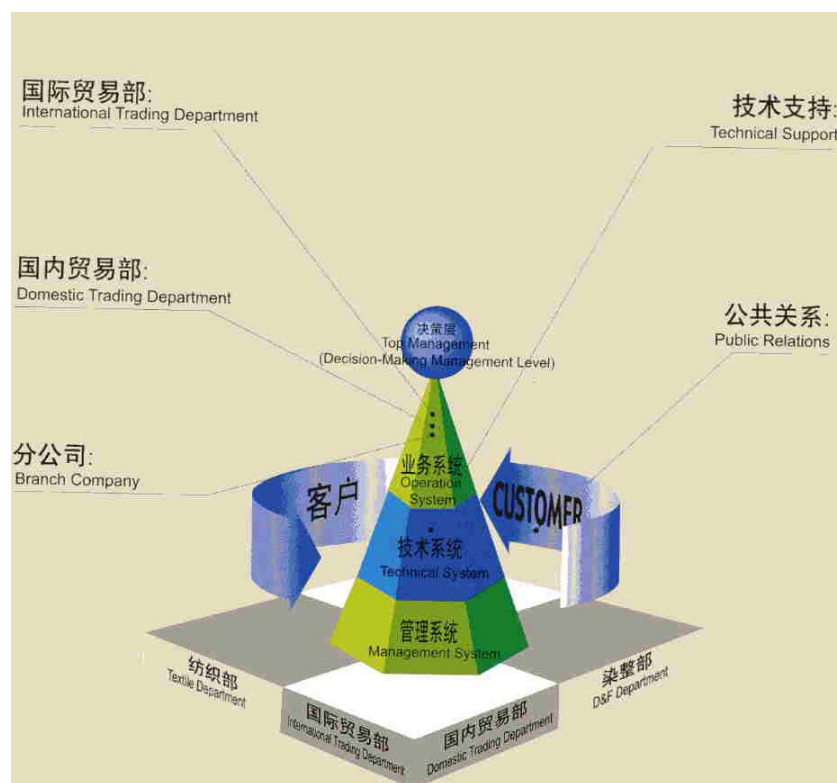 国际贸易部:
International Trading Department
技术支持:
Technical Support
国内贸易部:
Domestic Trading Department
公共关系:
Public Relations
决策层
Top Management
(Decision-Making Management Level)
分公司:
Branch Company
业务系统
Operation
System
客户
CUSTOMER
技术系统
Technical System
管理系统
Management System
纺织部
Textile Department
染整部
D&F Department
国际贸易部
International Trading Department
国内贸易部
Domestic Trading Department